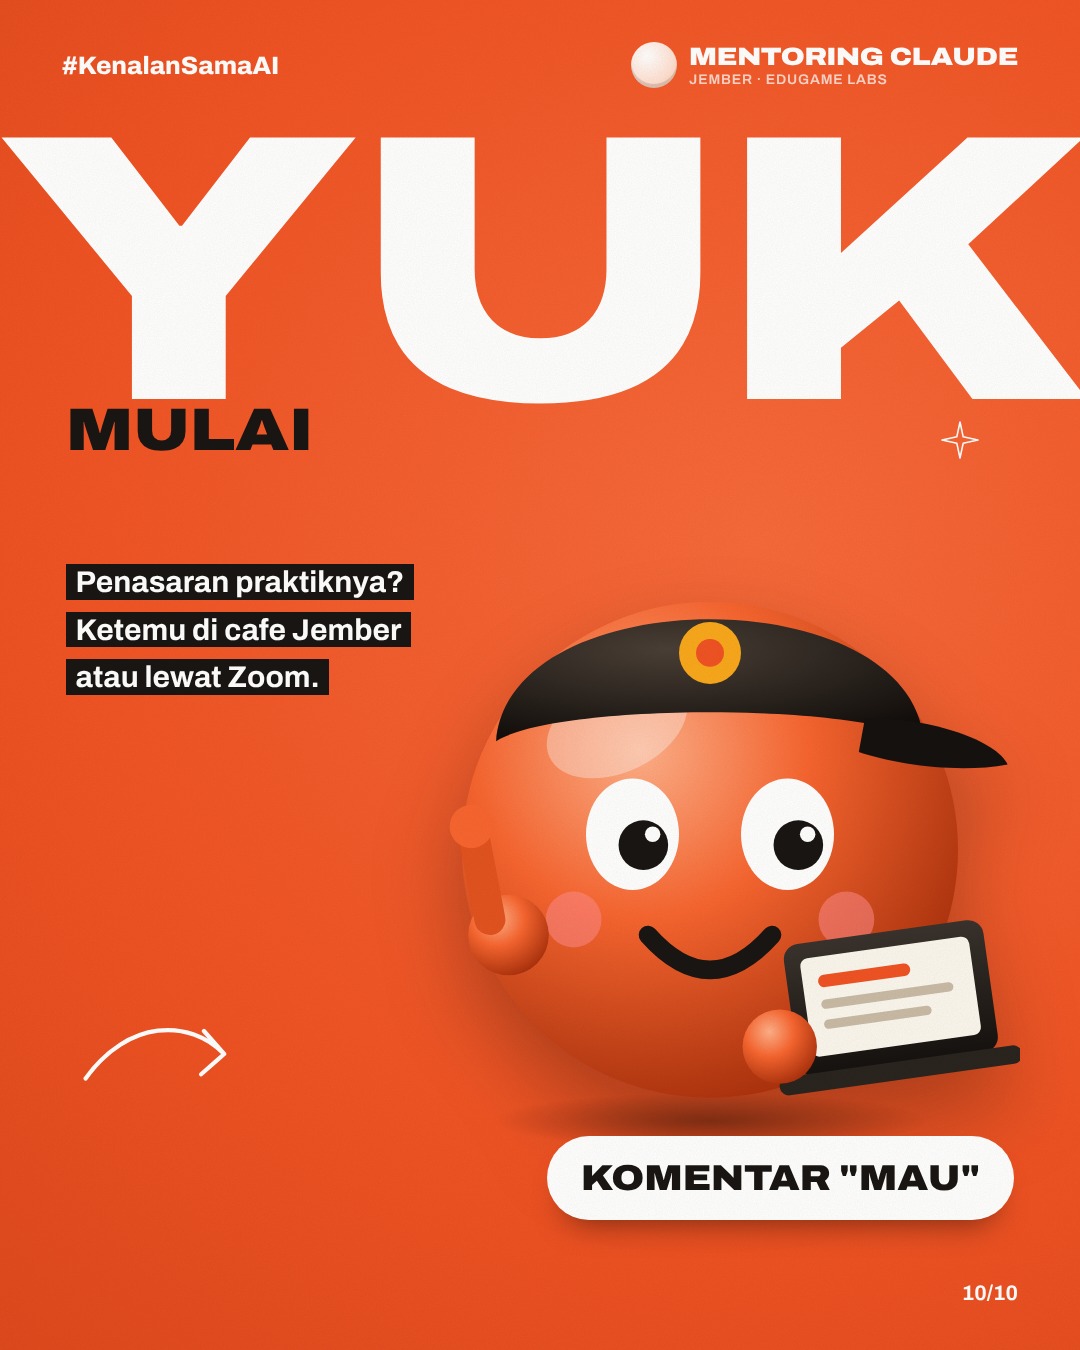 #KenalanSamaAI
MENTORING CLAUDE
JEMBER · EDUGAME LABS
YUK
MULAI
Penasaran praktiknya?
Ketemu di cafe Jember
atau lewat Zoom.
KOMENTAR "MAU"
10/10